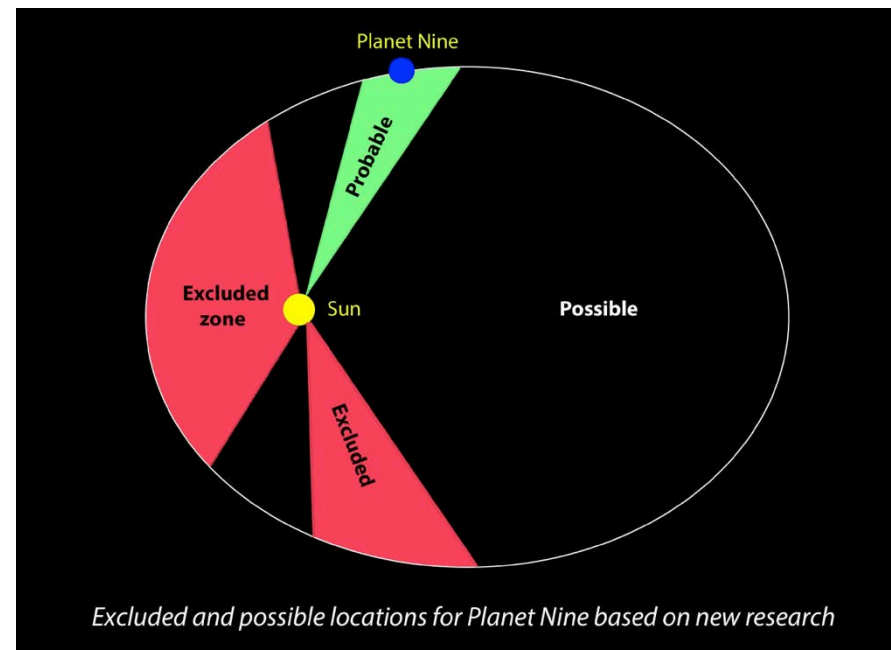 Planet Nine
Probable
Excluded
zone
Sun
Possible
Excluded
Excluded and possible locations for Planet Nine based on new research